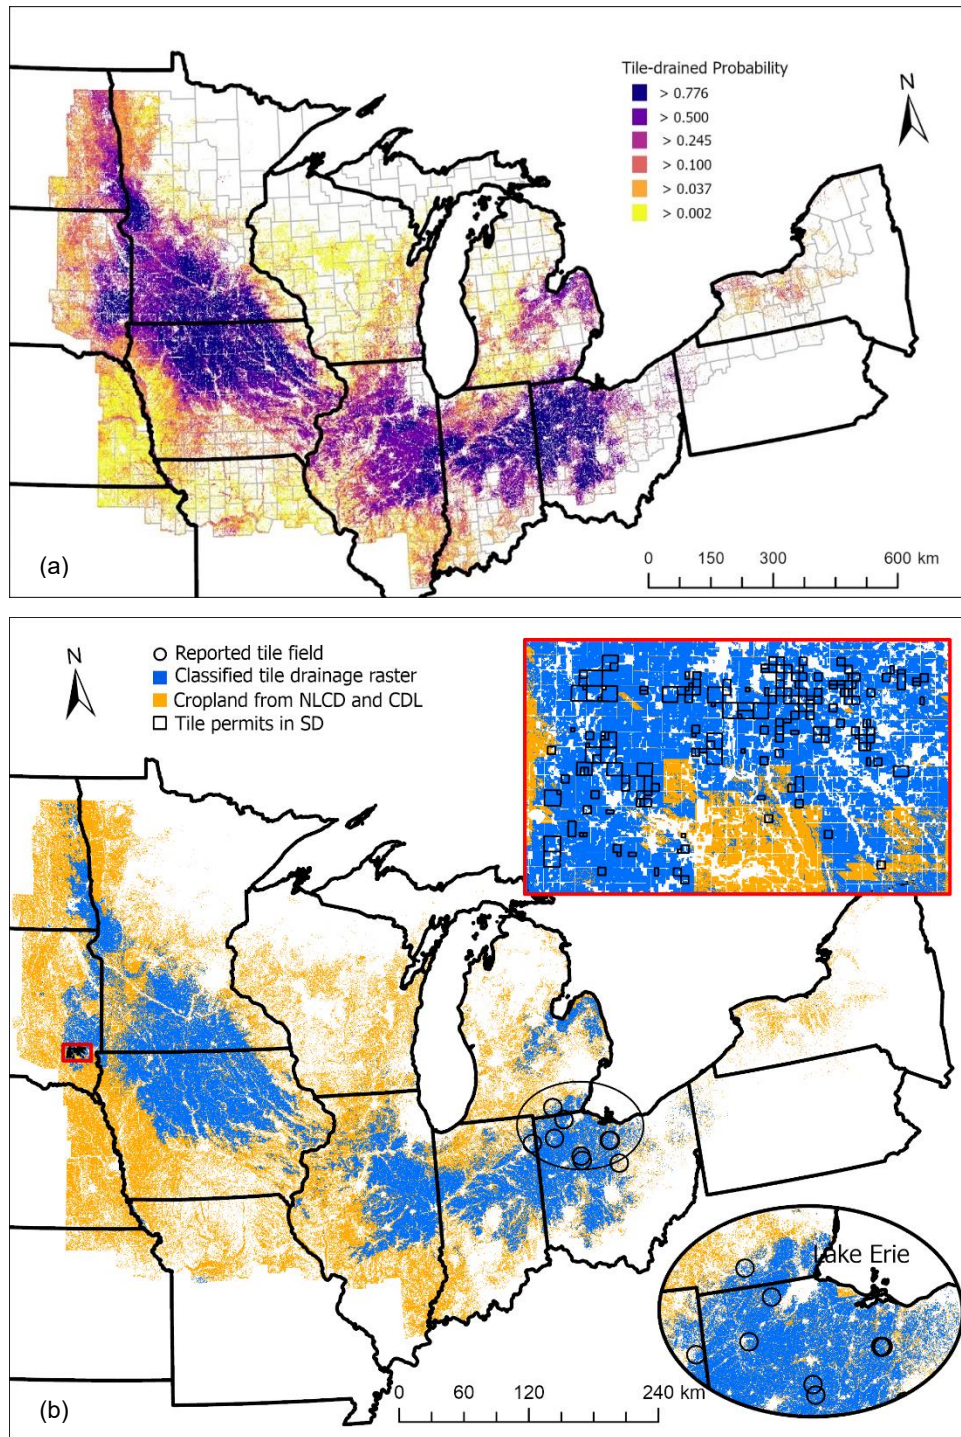 Tile-drained Probability
N
> 0.776
> 0.500
> 0.245
> 0.100
> 0.037
> 0.002
(a)
0 150 300 600 km
N
Reported tile field
Classified tile drainage raster
Cropland from NLCD and CDL
Tile permits in SD
Lake Erie
0 60 120 240 km
(b)